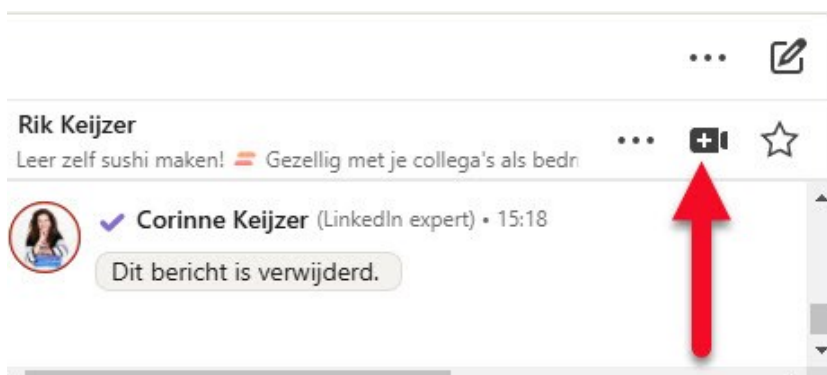 Rik Keijzer
Leer zelf sushi maken! Gezellig met je collega's als bedr
Corinne Keijzer (LinkedIn expert) • 15:18
Dit bericht is verwijderd.